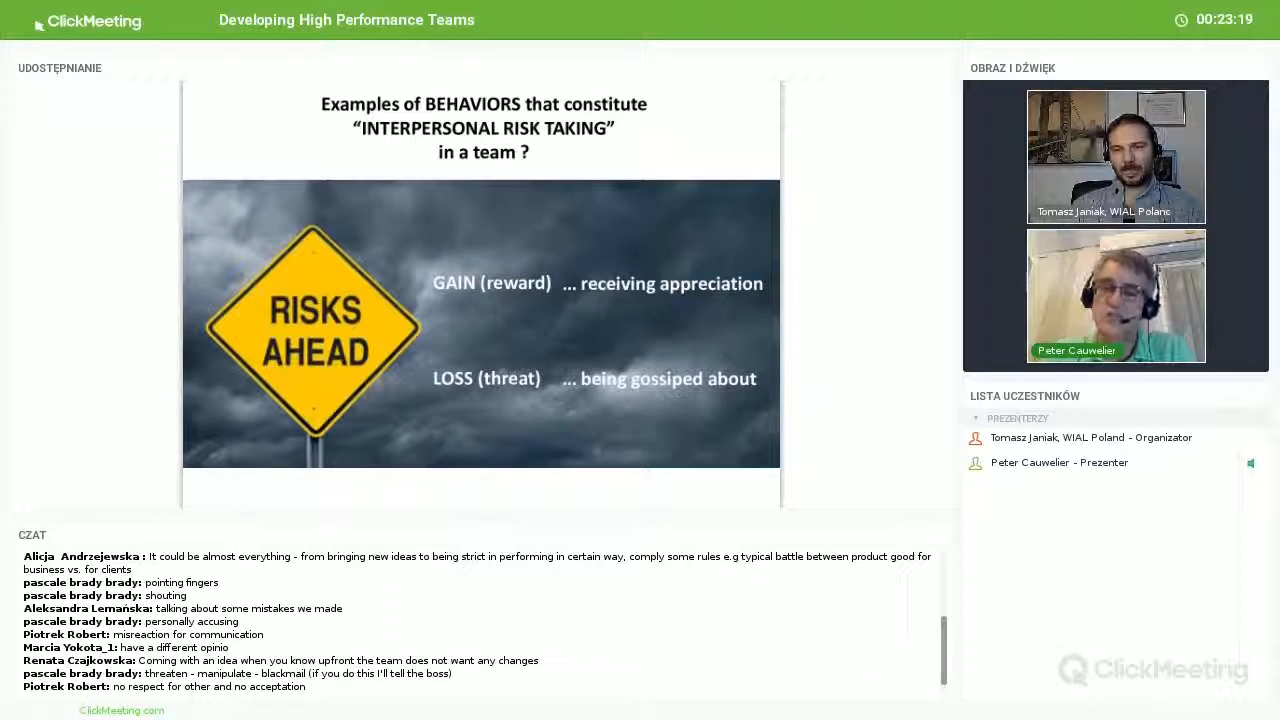 ClickMeeting
Developing High Performance Teams
00:23:19
UDOSTĘPNIANIE
Examples of BEHAVIORS that constitute
“INTERPERSONAL RISK TAKING”
in a team ?
RISKS
AHEAD
GAIN (reward) ... receiving appreciation
LOSS (threat) ... being gossiped about
OBRAZ I DŹWIĘK
Tomasz Janiak, WIAL Poland
Peter Cauwelier
LISTA UCZESTNIKÓW
PREZENTERZY
Tomasz Janiak, WIAL Poland - Organizator
Peter Cauwelier - Prezenter
CZAT
Alicja Andrzejewska : It could be almost everything - from bringing new ideas to being strict in performing in certain way, comply some rules e.g typical battle between product good for
business vs. for clients
pascale brady brady: pointing fingers
pascale brady brady: shouting
Aleksandra Lemańska: talking about some mistakes we made
pascale brady brady: personally accusing
Piotrek Robert: misreaction for communication
Marcia Yokota_1: have a different opinio
Renata Czajkowska: Coming with an idea when you know upfront the team does not want any changes
pascale brady brady: threaten - manipulate - blackmail (if you do this I'll tell the boss)
Piotrek Robert: no respect for other and no acceptation
ClickMeeting
ClickMeeting.com